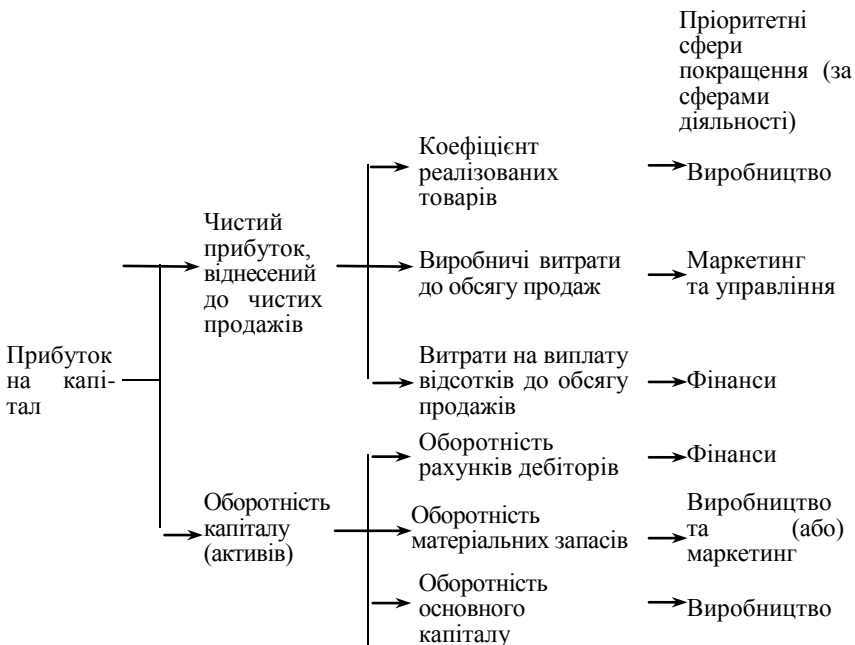 Пріоритетні
сфери
покращення (за
сферами
діяльності)
Коефіцієнт
реалізованих
товарів
Виробництво
Чистий
прибуток,
віднесений
до чистих
продажів
Виробничі витрати
до обсягу продаж
Маркетинг
та управління
Витрати на виплату
відсотків до обсягу
продажів
Фінанси
Прибуток
на капі-
тал
Оборотність
рахунків дебіторів
Фінанси
Оборотність
капіталу
(активів)
Оборотність
матеріальних запасів
Виробництво
та (або)
маркетинг
Оборотність
основного
капіталу
Виробництво